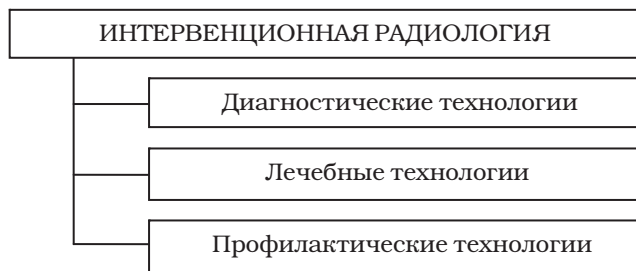 ИНТЕРВЕНЦИОННАЯ РАДИОЛОГИЯ
Диагностические технологии
Лечебные технологии
Профилактические технологии